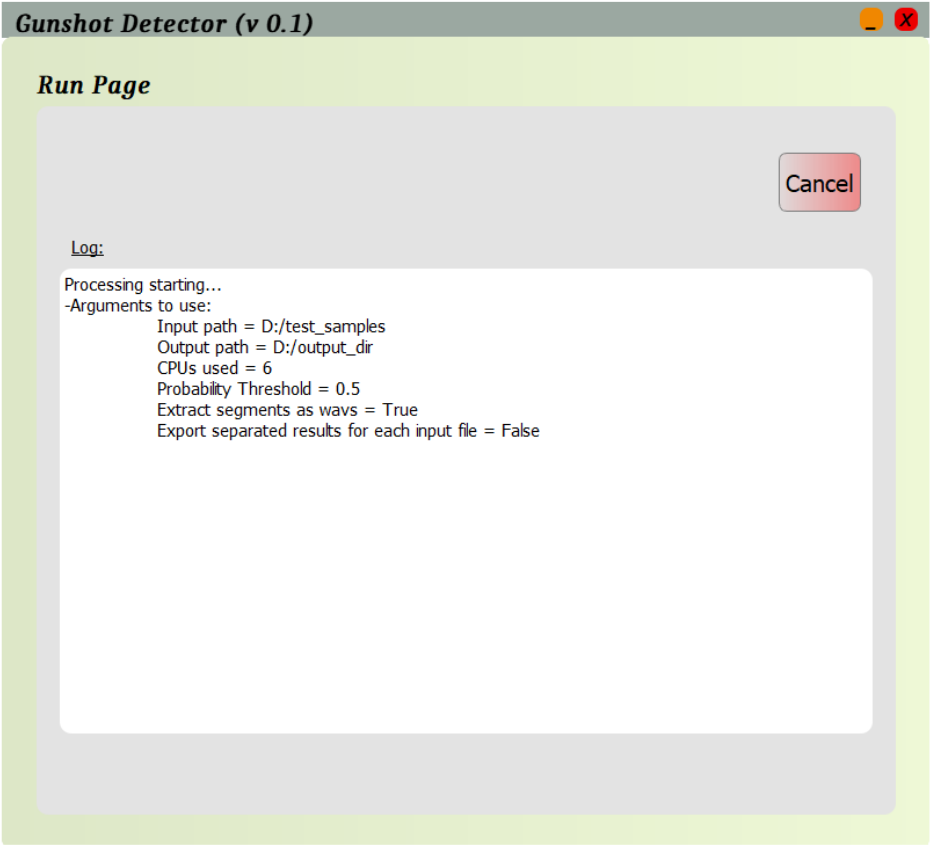 Gunshot Detector (v 0.1)
_ X
Run Page
Cancel
Log:
Processing starting...
-Arguments to use:
Input path = D:/test_samples
Output path = D:/output_dir
CPUs used = 6
Probability Threshold = 0.5
Extract segments as wavs = True
Export separated results for each input file = False